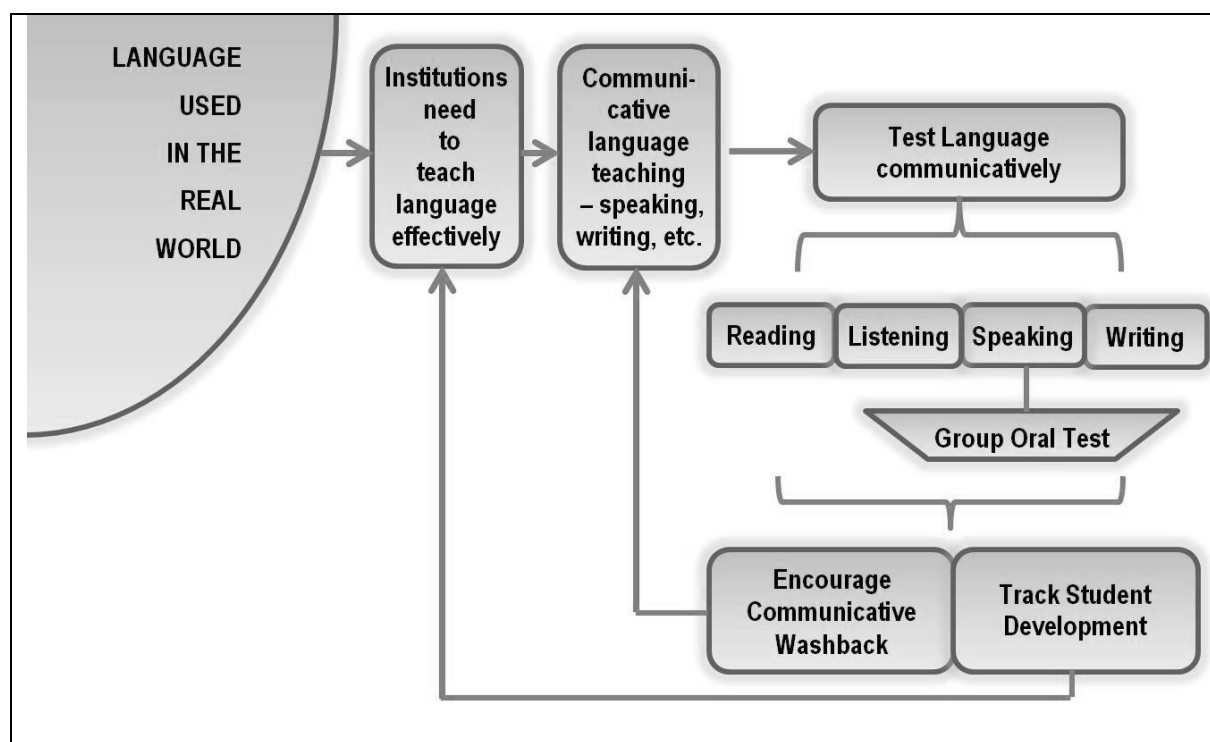 LANGUAGE
USED
IN THE
REAL
WORLD
Institutions
need
to
teach
language
effectively
Communi-
cative
language
teaching
– speaking,
writing, etc.
Test Language
communicatively
Reading
Listening
Speaking
Writing
Group Oral Test
Encourage
Communicative
Washback
Track Student
Development